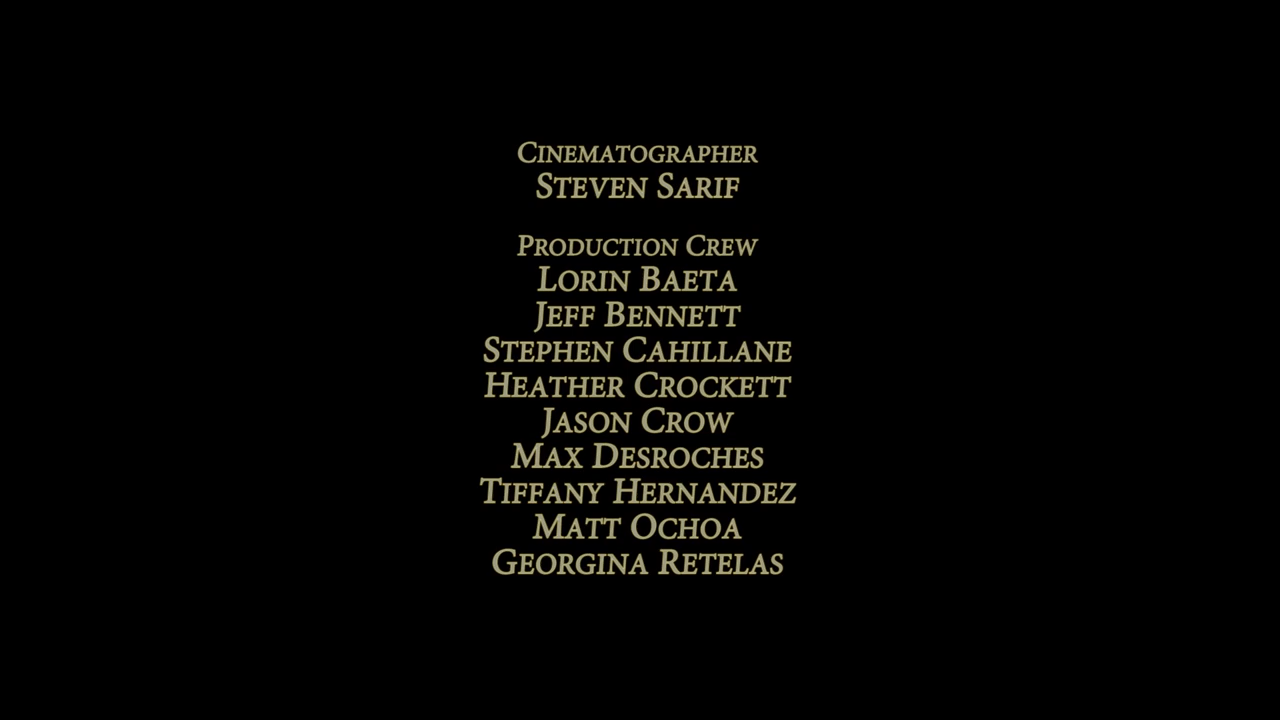 Cinematographer
Steven Sarif
Production Crew
Lorin Baeta
Jeff Bennett
Stephen Cahillane
Heather Crockett
Jason Crow
Max Desroches
Tiffany Hernandez
Matt Ochoa
Georgina Retelas